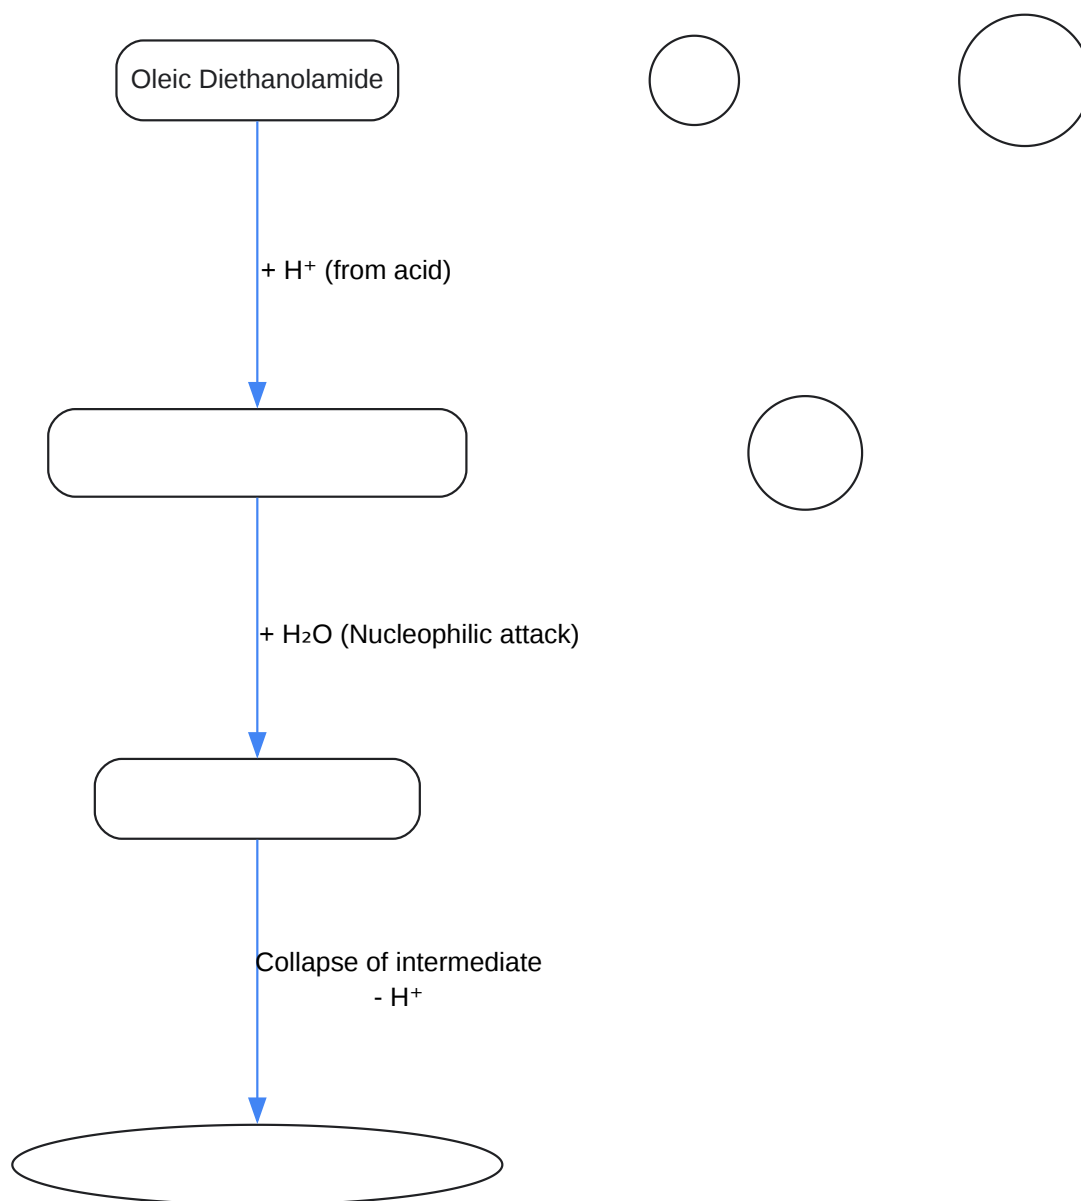 Oleic Diethanolamide
+ H⁺ (from acid)
+ H₂O (Nucleophilic attack)
Collapse of intermediate
- H⁺